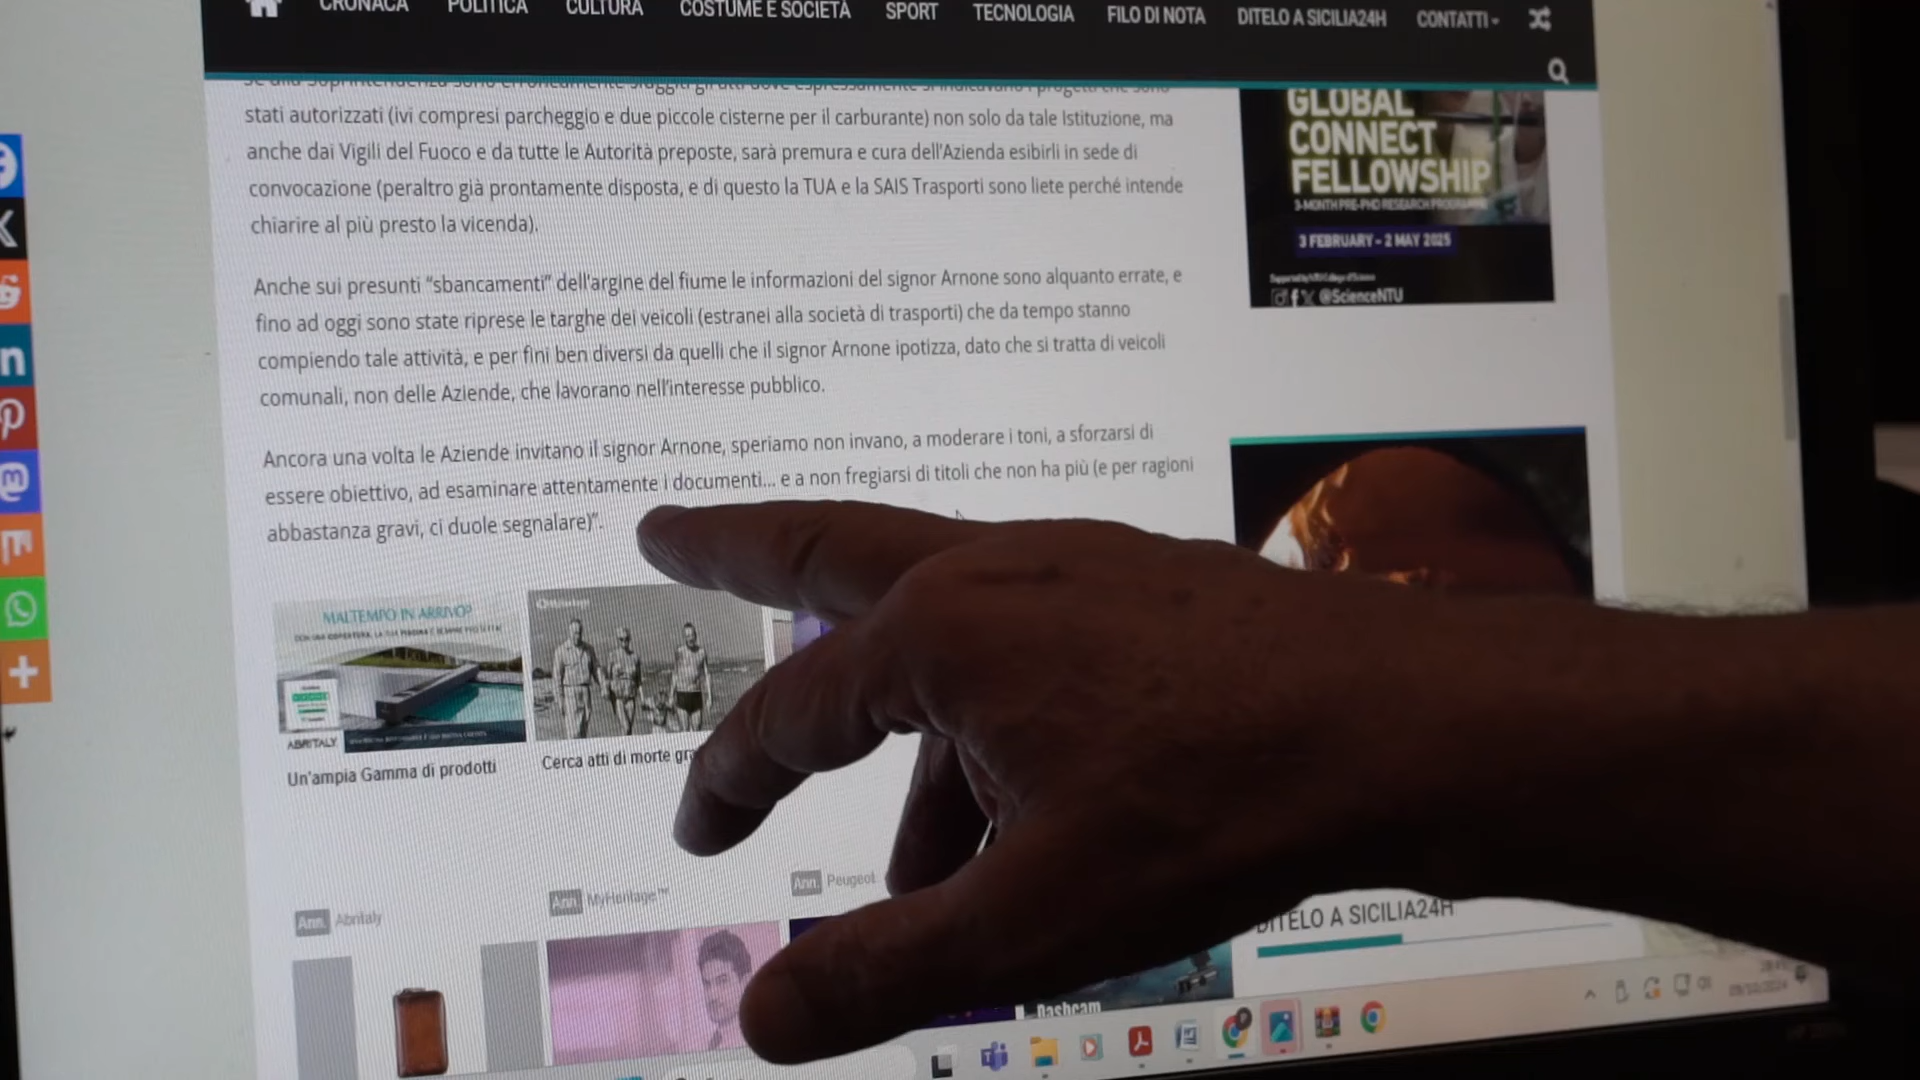 CRONACA POLITICA CULTURA COSTUME E SOCIETÀ SPORT TECNOLOGIA FILO DI NOTA DITELO A SICILIA24H CONTATTI
stati autorizzati (ivi compresi parcheggio e due piccole cisterne per il carburante) non solo da tale Istituzione, ma
anche dai Vigili del Fuoco e da tutte le Autorità preposte, sarà premura e cura dell'Azienda esibirli in sede di
convocazione (peraltro già prontamente disposta, e di questo la TUA e la SAIS Trasporti sono liete perché intende
chiarire al più presto la vicenda).
Anche sui presunti “sbancamenti” dell'argine del fiume le informazioni del signor Arnone sono alquanto errate, e
fino ad oggi sono state riprese le targhe dei veicoli (estranei alla società di trasporti) che da tempo stanno
compiendo tale attività, e per fini ben diversi da quelli che il signor Arnone ipotizza, dato che si tratta di veicoli
comunali, non delle Aziende, che lavorano nell'interesse pubblico.
Ancora una volta le Aziende invitano il signor Arnone, speriamo non invano, a moderare i toni, a sforzarsi di
essere obiettivo, ad esaminare attentamente i documenti... e a non fregiarsi di titoli che non ha più (e per ragioni
abbastanza gravi, ci duole segnalare)”.
GLOBAL
CONNECT
FELLOWSHIP
3-MONTH PRE-PHD RESEARCH PROGRAMME
3 FEBRUARY - 2 MAY 2025
@ScienceNTU
MALTEMPO IN ARRIVO?
ABRITALY
Un'ampia Gamma di prodotti
Cerca atti di morte
Ann. Abritaly
Ann. MyHeritage™
Ann. Peugeot
DITELO A SICILIA24H
Dashcam